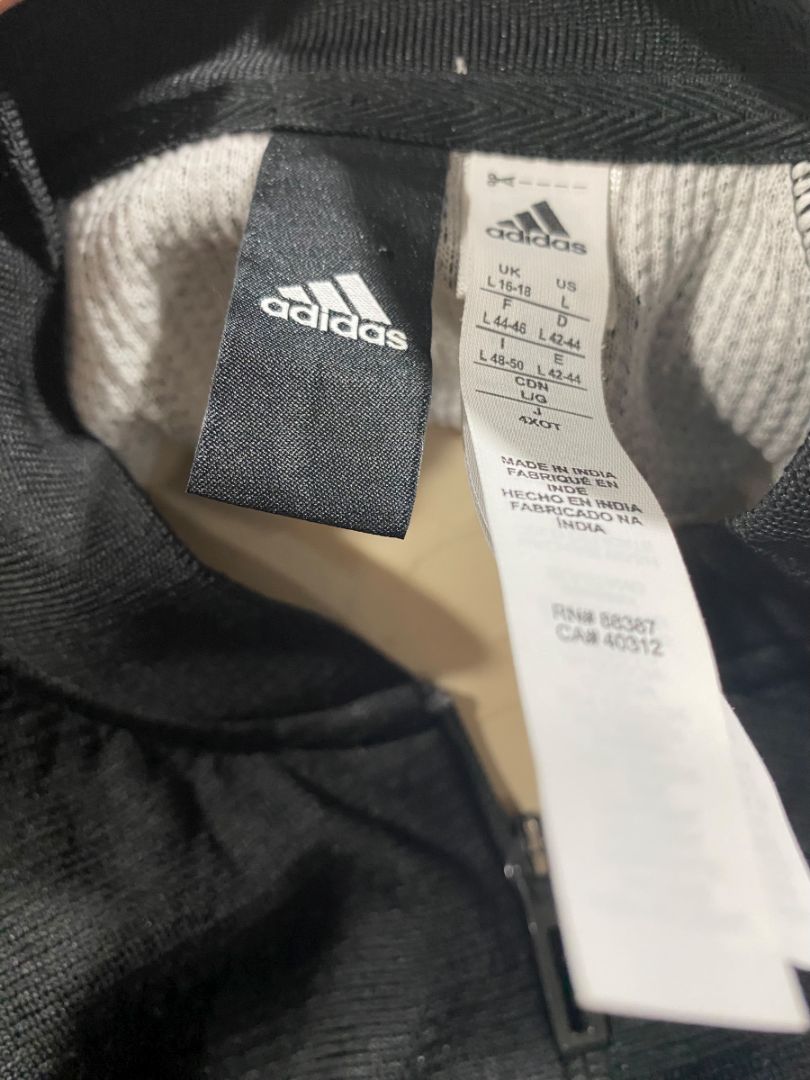 adidas
adidas
UK US
L 16-18 L
F D
L 44-46 L 42-44
I E
L 48-50 L 42-44
CDN
L/G
J
4XOT
MADE IN INDIA
FABRIQUÉ EN
INDE
HECHO EN INDIA
FABRICADO NA
ÍNDIA
RN# 88387
CA# 40312